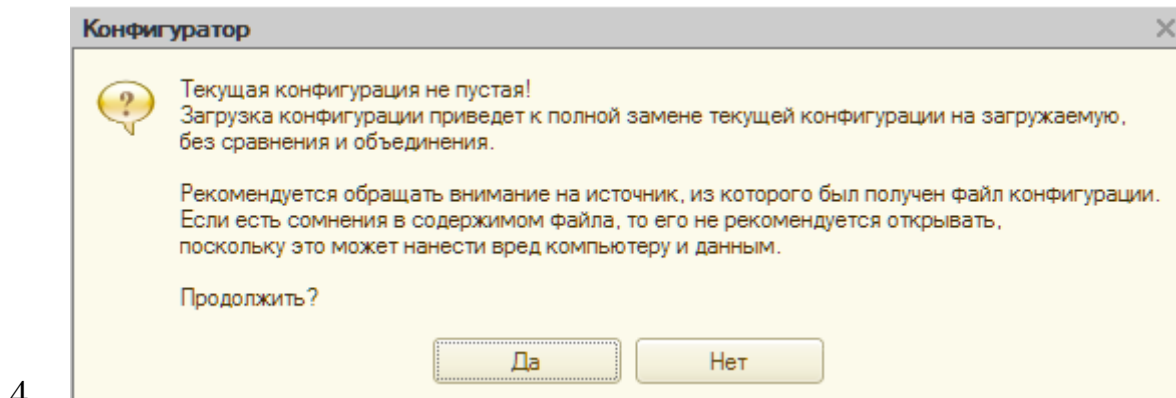 Конфигуратор
Текущая конфигурация не пустая!
Загрузка конфигурации приведет к полной замене текущей конфигурации на загружаемую,
без сравнения и объединения.
Рекомендуется обращать внимание на источник, из которого был получен файл конфигурации.
Если есть сомнения в содержимом файла, то его не рекомендуется открывать,
поскольку это может нанести вред компьютеру и данным.
Продолжить?
Да Нет
4